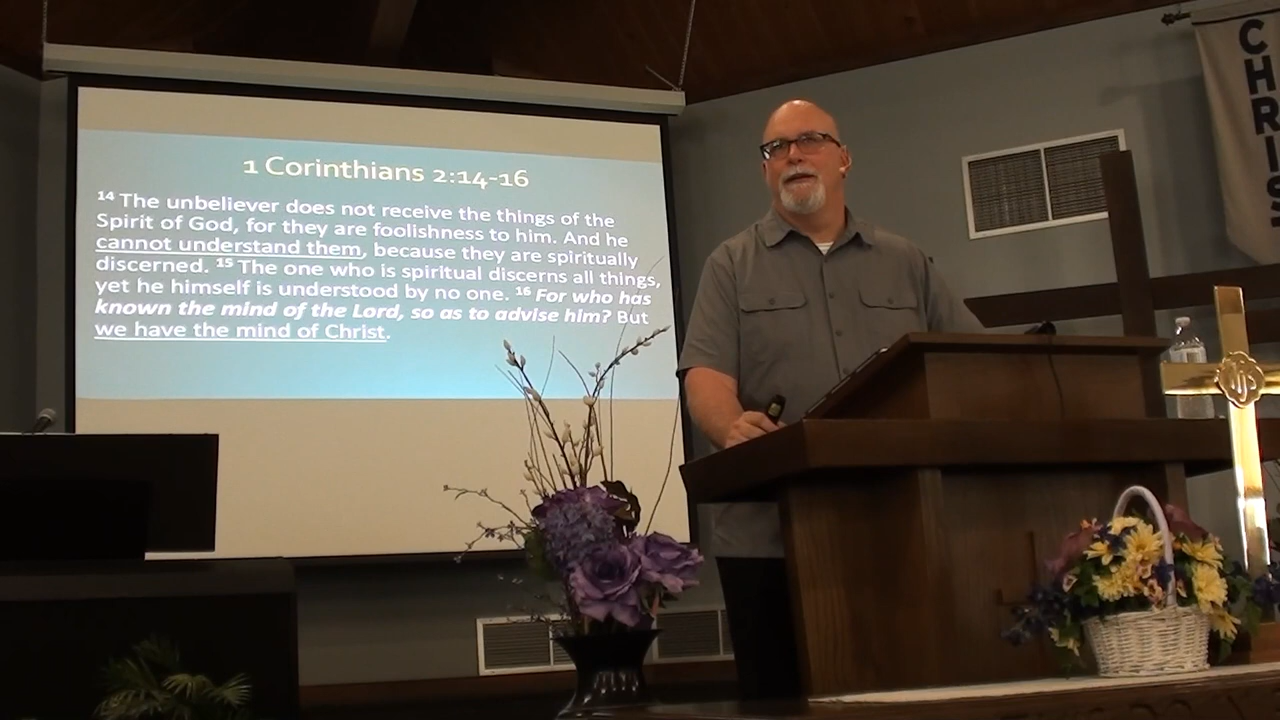 1 Corinthians 2:14-16
14 The unbeliever does not receive the things of the
Spirit of God, for they are foolishness to him. And he
cannot understand them, because they are spiritually
discerned. 15 The one who is spiritual discerns all things,
yet he himself is understood by no one. 16 For who has
known the mind of the Lord, so as to advise him? But
we have the mind of Christ.
CHRIS